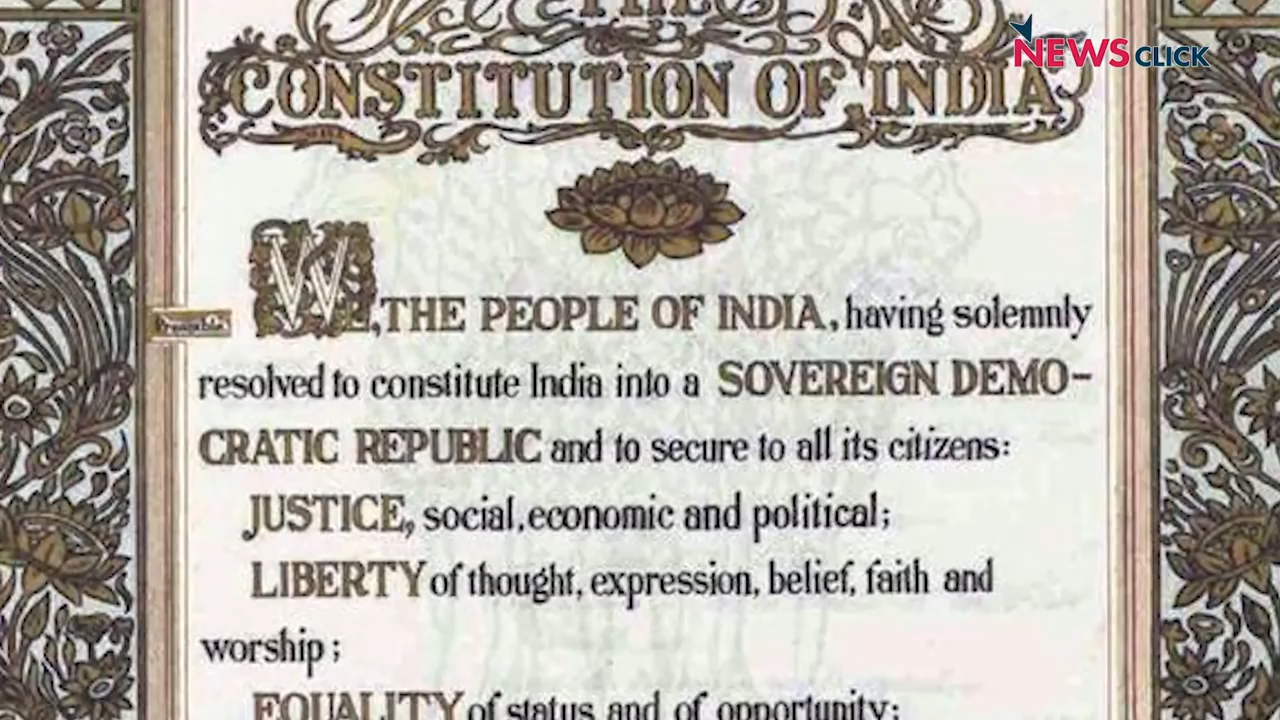 THE
CONSTITUTION OF INDIA
NEWSCLICK
Preamble
WE, THE PEOPLE OF INDIA, having solemnly
resolved to constitute India into a SOVEREIGN DEMO-
CRATIC REPUBLIC and to secure to all its citizens:
JUSTICE, social, economic and political;
LIBERTY of thought, expression, belief, faith and
worship;
EQUALITY of status and of opportunity;